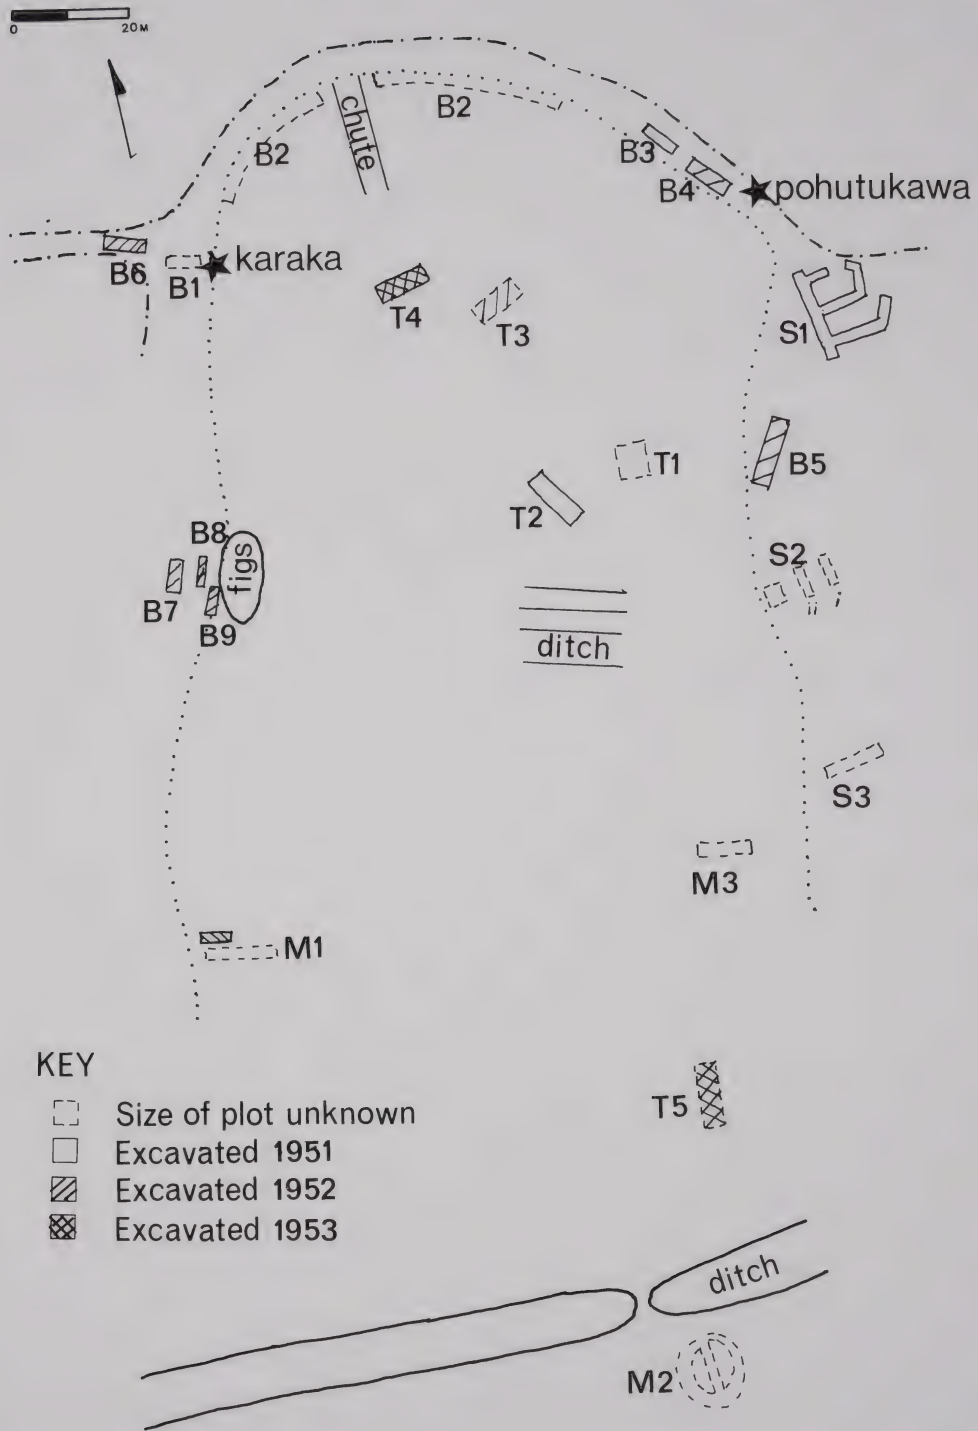 0 20M
chute
B2
B2
B3
B4
pohutukawa
B6
B1
karaka
T4
T3
S1
T1
B5
T2
B8
figs
S2
B7
B9
ditch
S3
M3
M1
KEY
Size of plot unknown
Excavated 1951
Excavated 1952
Excavated 1953
T5
ditch
M2